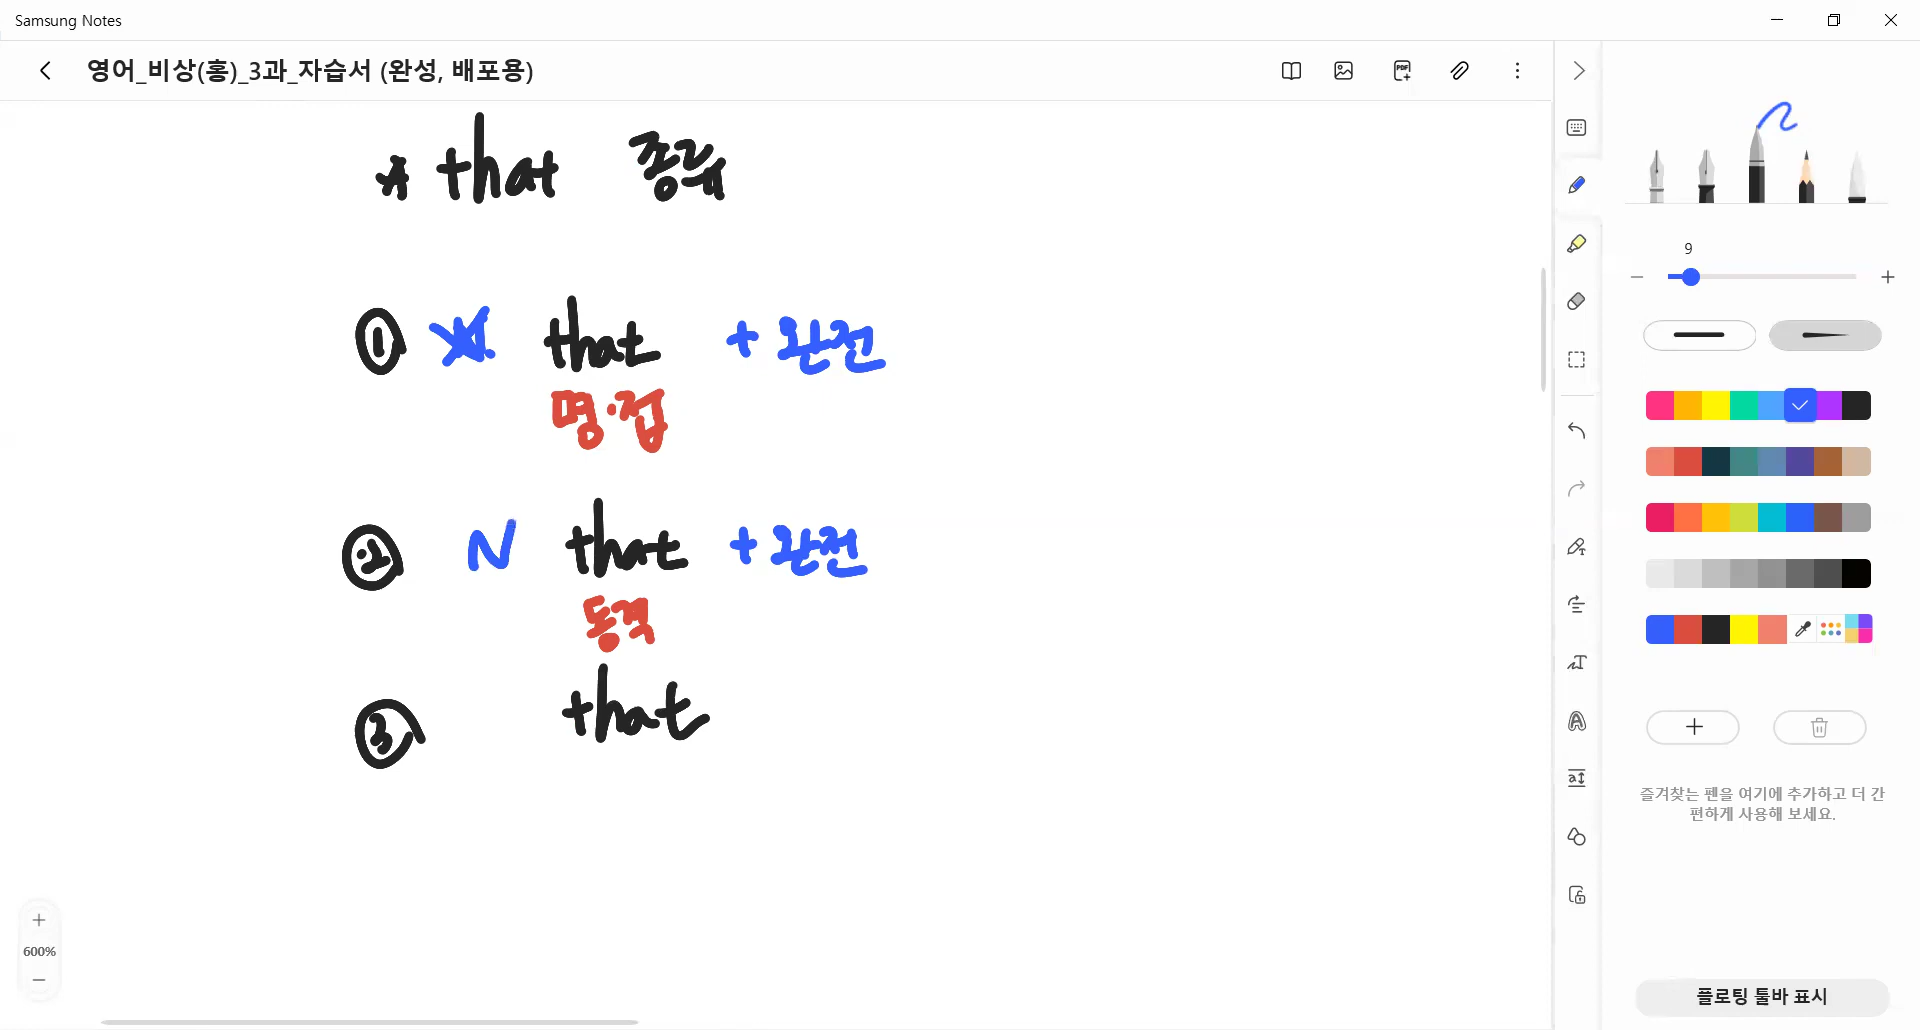 Samsung Notes
영어_비상(홍)_3과_자습서 (완성, 배포용)
☆ that 종류
① that + 완전
명·접
② N that + 완전
동격
③ that
9
즐겨찾는 펜을 여기에 추가하고 더 간
편하게 사용해 보세요.
600%
플로팅 툴바 표시